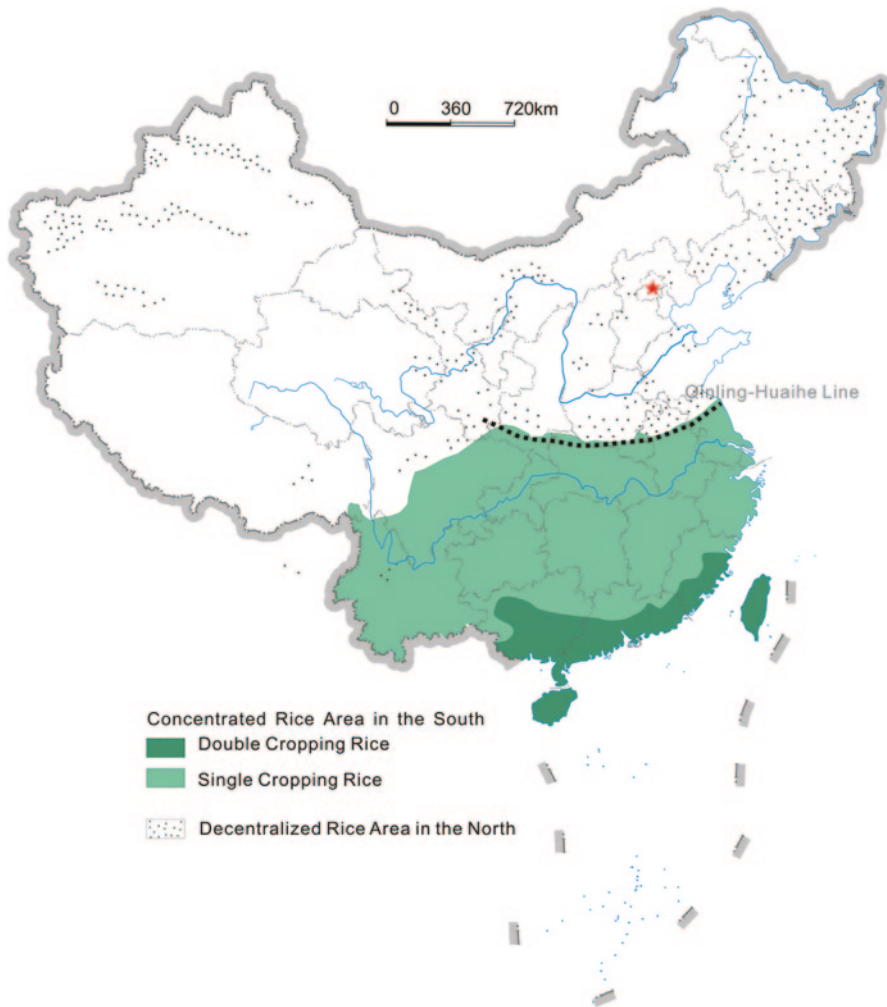 0 360 720km
Qinling-Huaihe Line
Concentrated Rice Area in the South
Double Cropping Rice
Single Cropping Rice
Decentralized Rice Area in the North